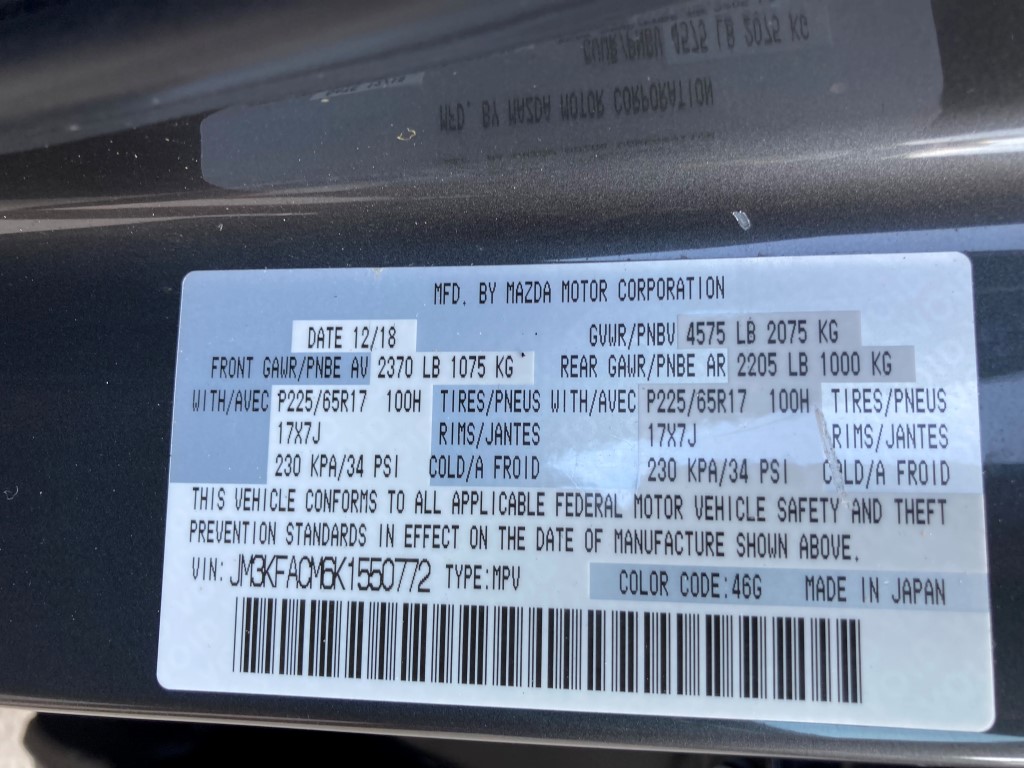 MFD. BY MAZDA MOTOR CORPORATION
DATE 12/18 GVWR/PNBV 4575 LB 2075 KG
FRONT GAWR/PNBE AV 2370 LB 1075 KG REAR GAWR/PNBE AR 2205 LB 1000 KG
WITH/AVEC P225/65R17 100H TIRES/PNEUS WITH/AVEC P225/65R17 100H TIRES/PNEUS
17X7J RIMS/JANTES 17X7J RIMS/JANTES
230 KPA/34 PSI COLD/A FROID 230 KPA/34 PSI COLD/A FROID
THIS VEHICLE CONFORMS TO ALL APPLICABLE FEDERAL MOTOR VEHICLE SAFETY AND THEFT
PREVENTION STANDARDS IN EFFECT ON THE DATE OF MANUFACTURE SHOWN ABOVE.
VIN: JM3KFACM6K1550772 TYPE:MPV COLOR CODE:46G MADE IN JAPAN